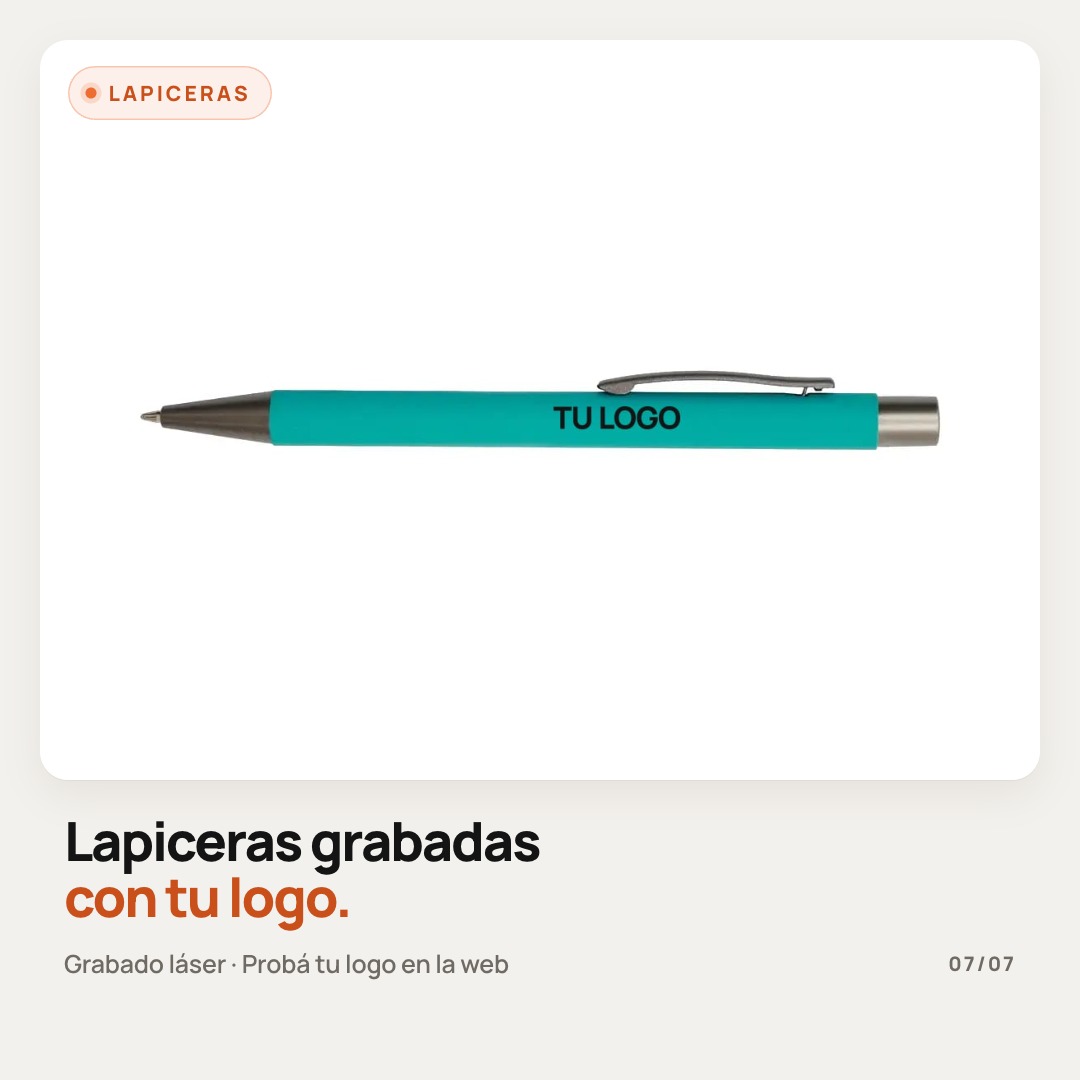 LAPICERAS
TU LOGO
Lapiceras grabadas
con tu logo.
Grabado láser · Probá tu logo en la web
07/07